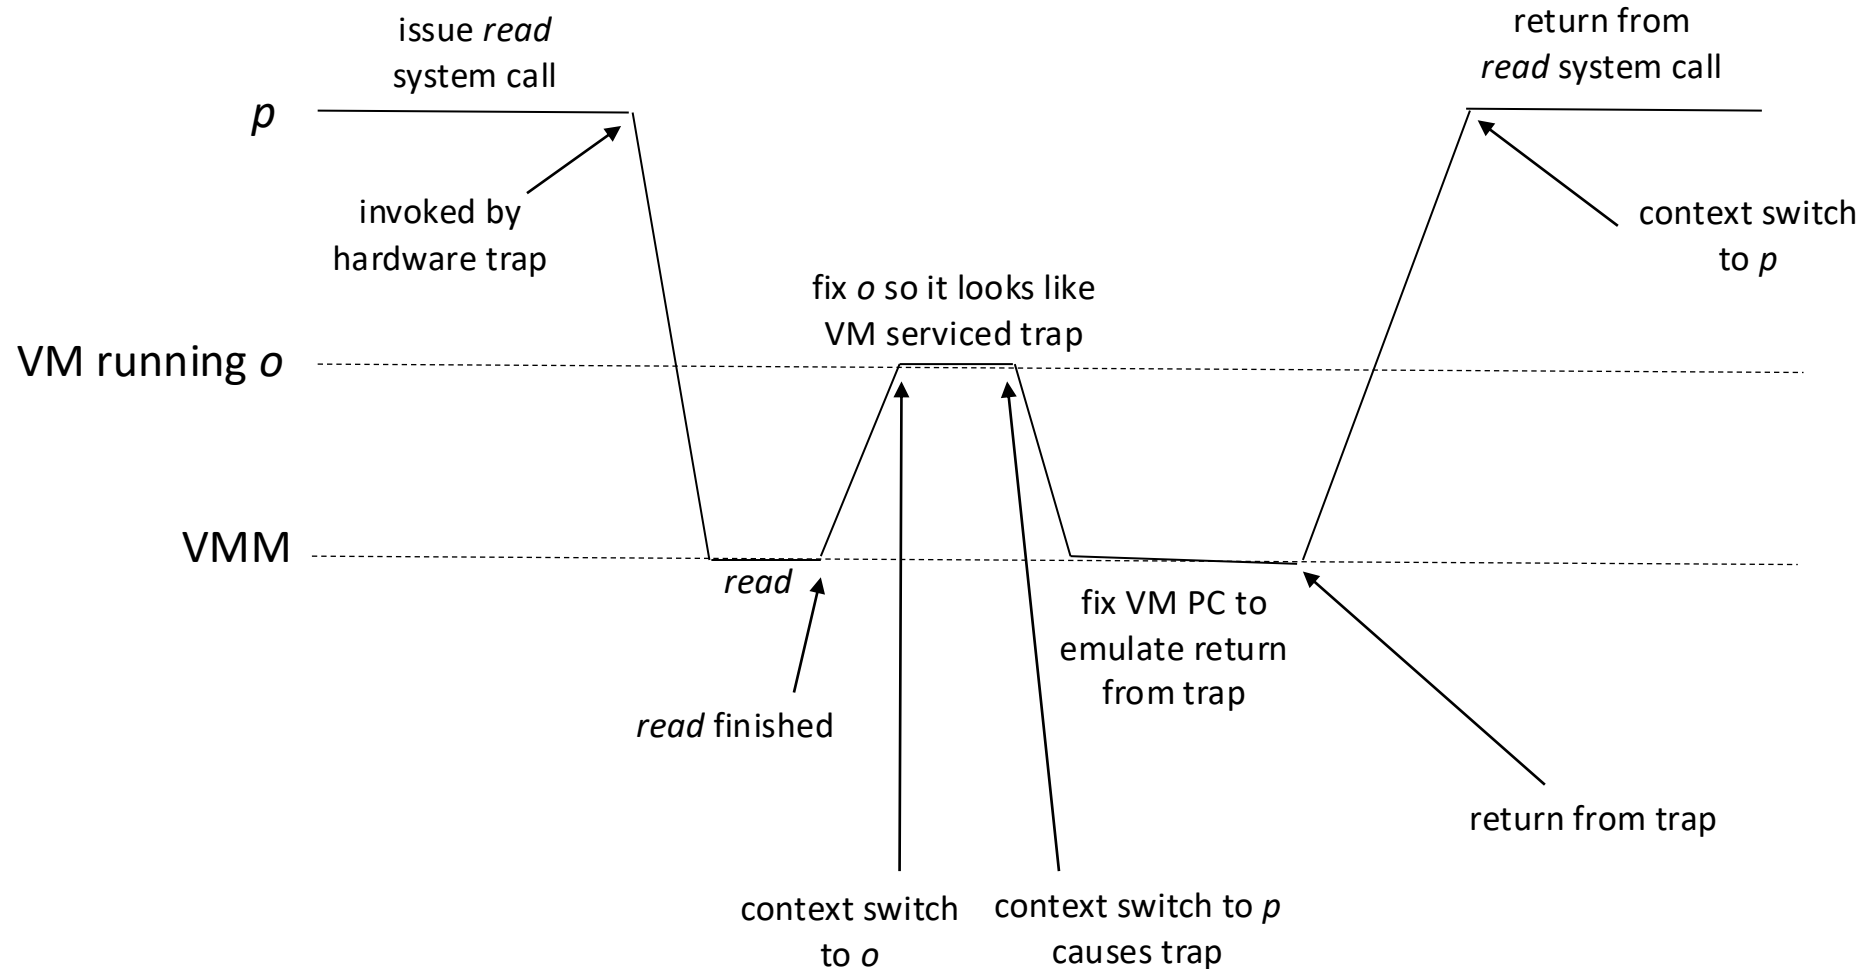 issue read
system call
return from
read system call
p
invoked by
hardware trap
context switch
to p
fix o so it looks like
VM serviced trap
VM running o
VMM
read
fix VM PC to
emulate return
from trap
read finished
return from trap
context switch
to o
context switch to p
causes trap